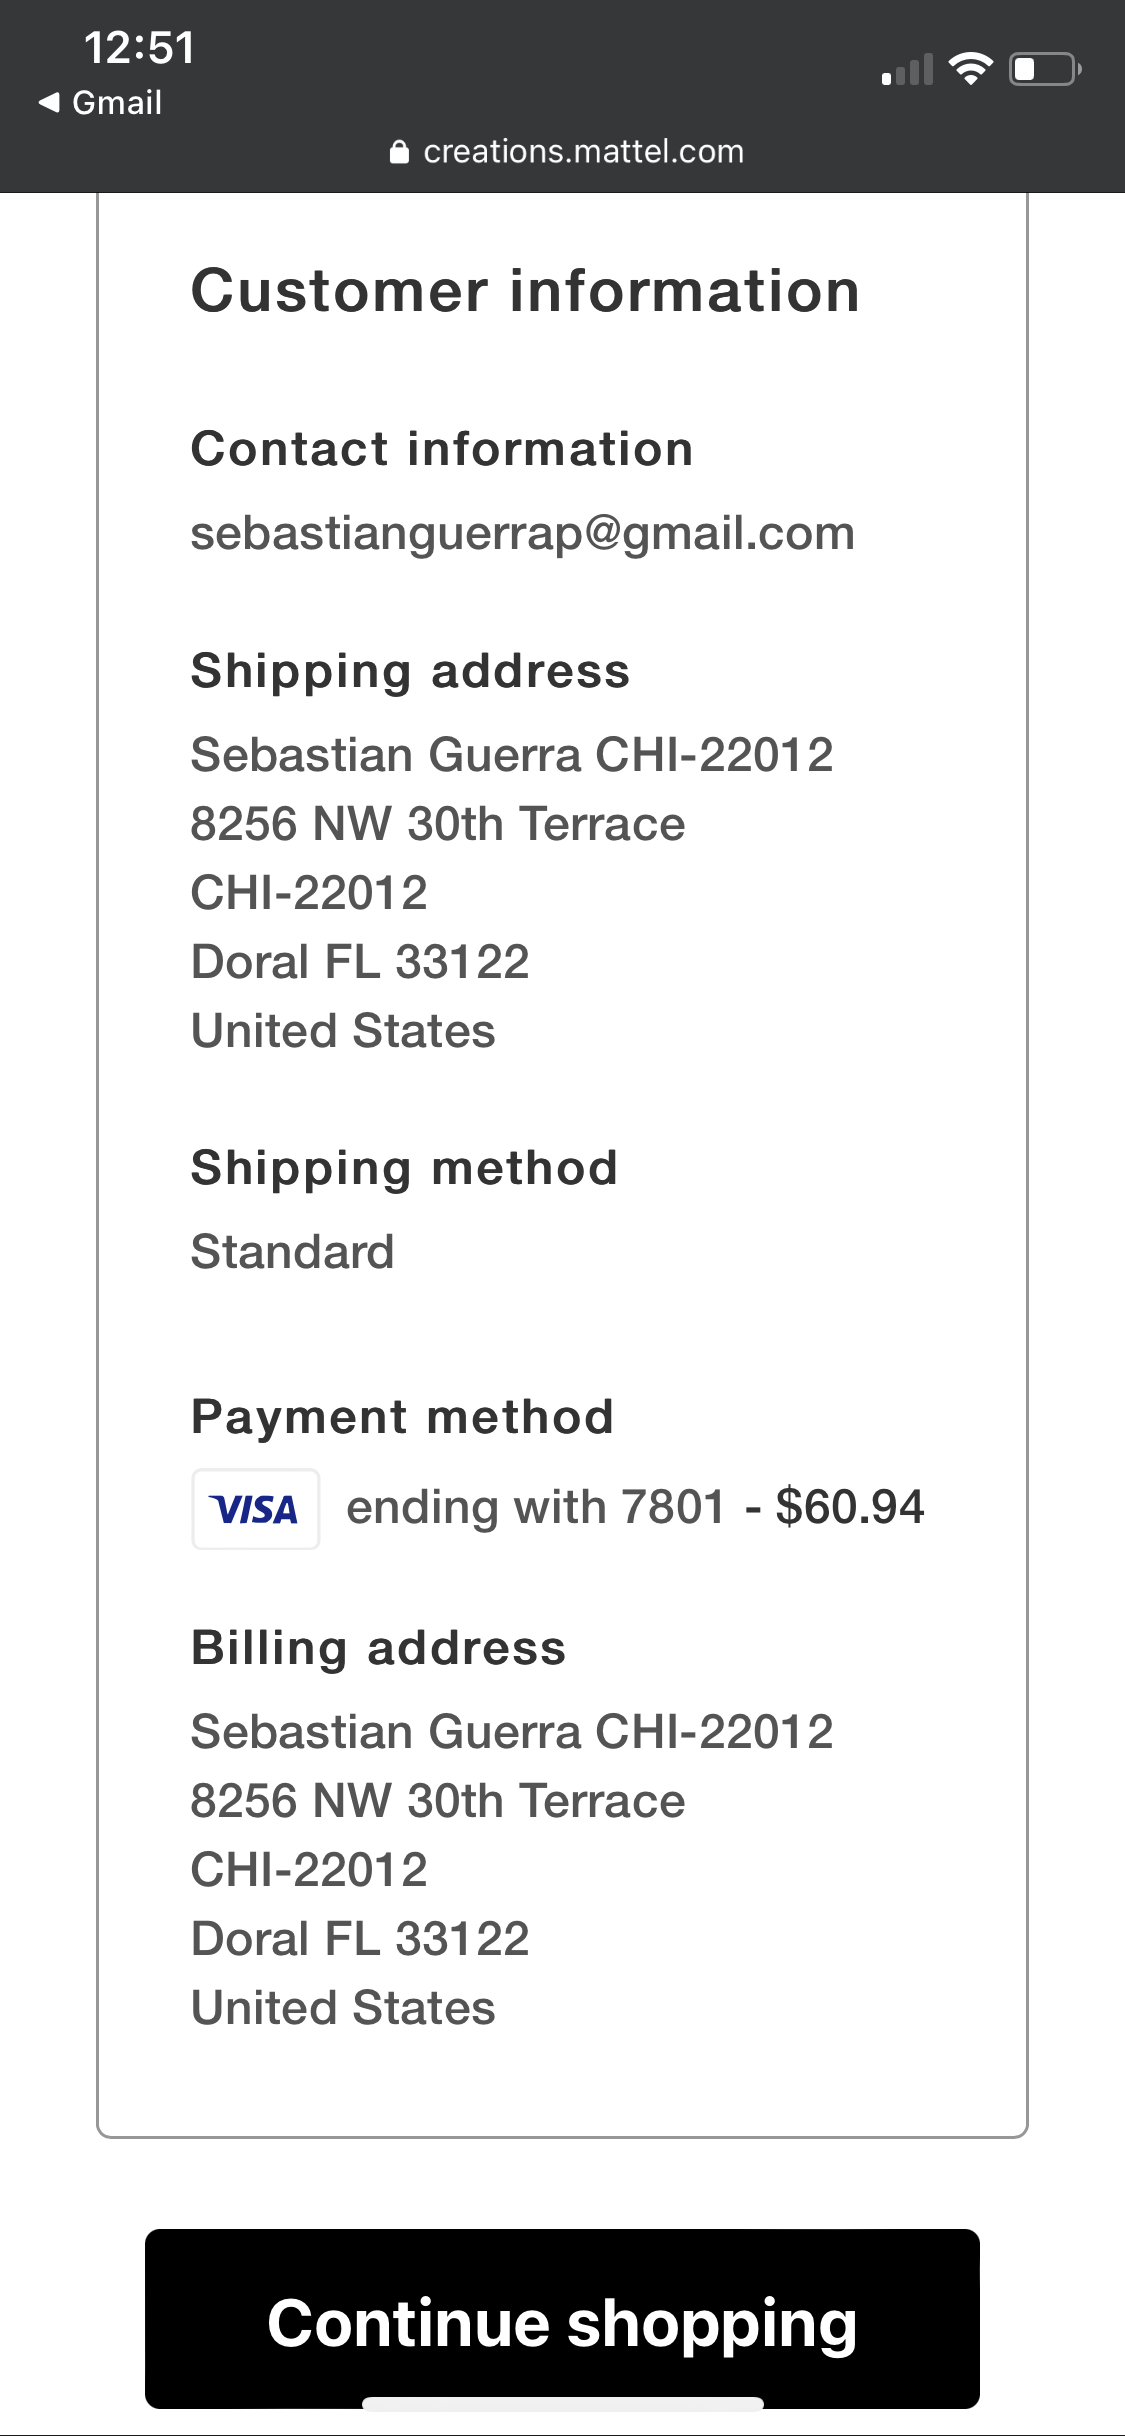 12:51
◀ Gmail
creations.mattel.com
Customer information
Contact information
sebastianguerrap@gmail.com
Shipping address
Sebastian Guerra CHI-22012
8256 NW 30th Terrace
CHI-22012
Doral FL 33122
United States
Shipping method
Standard
Payment method
VISA ending with 7801 - $60.94
Billing address
Sebastian Guerra CHI-22012
8256 NW 30th Terrace
CHI-22012
Doral FL 33122
United States
Continue shopping